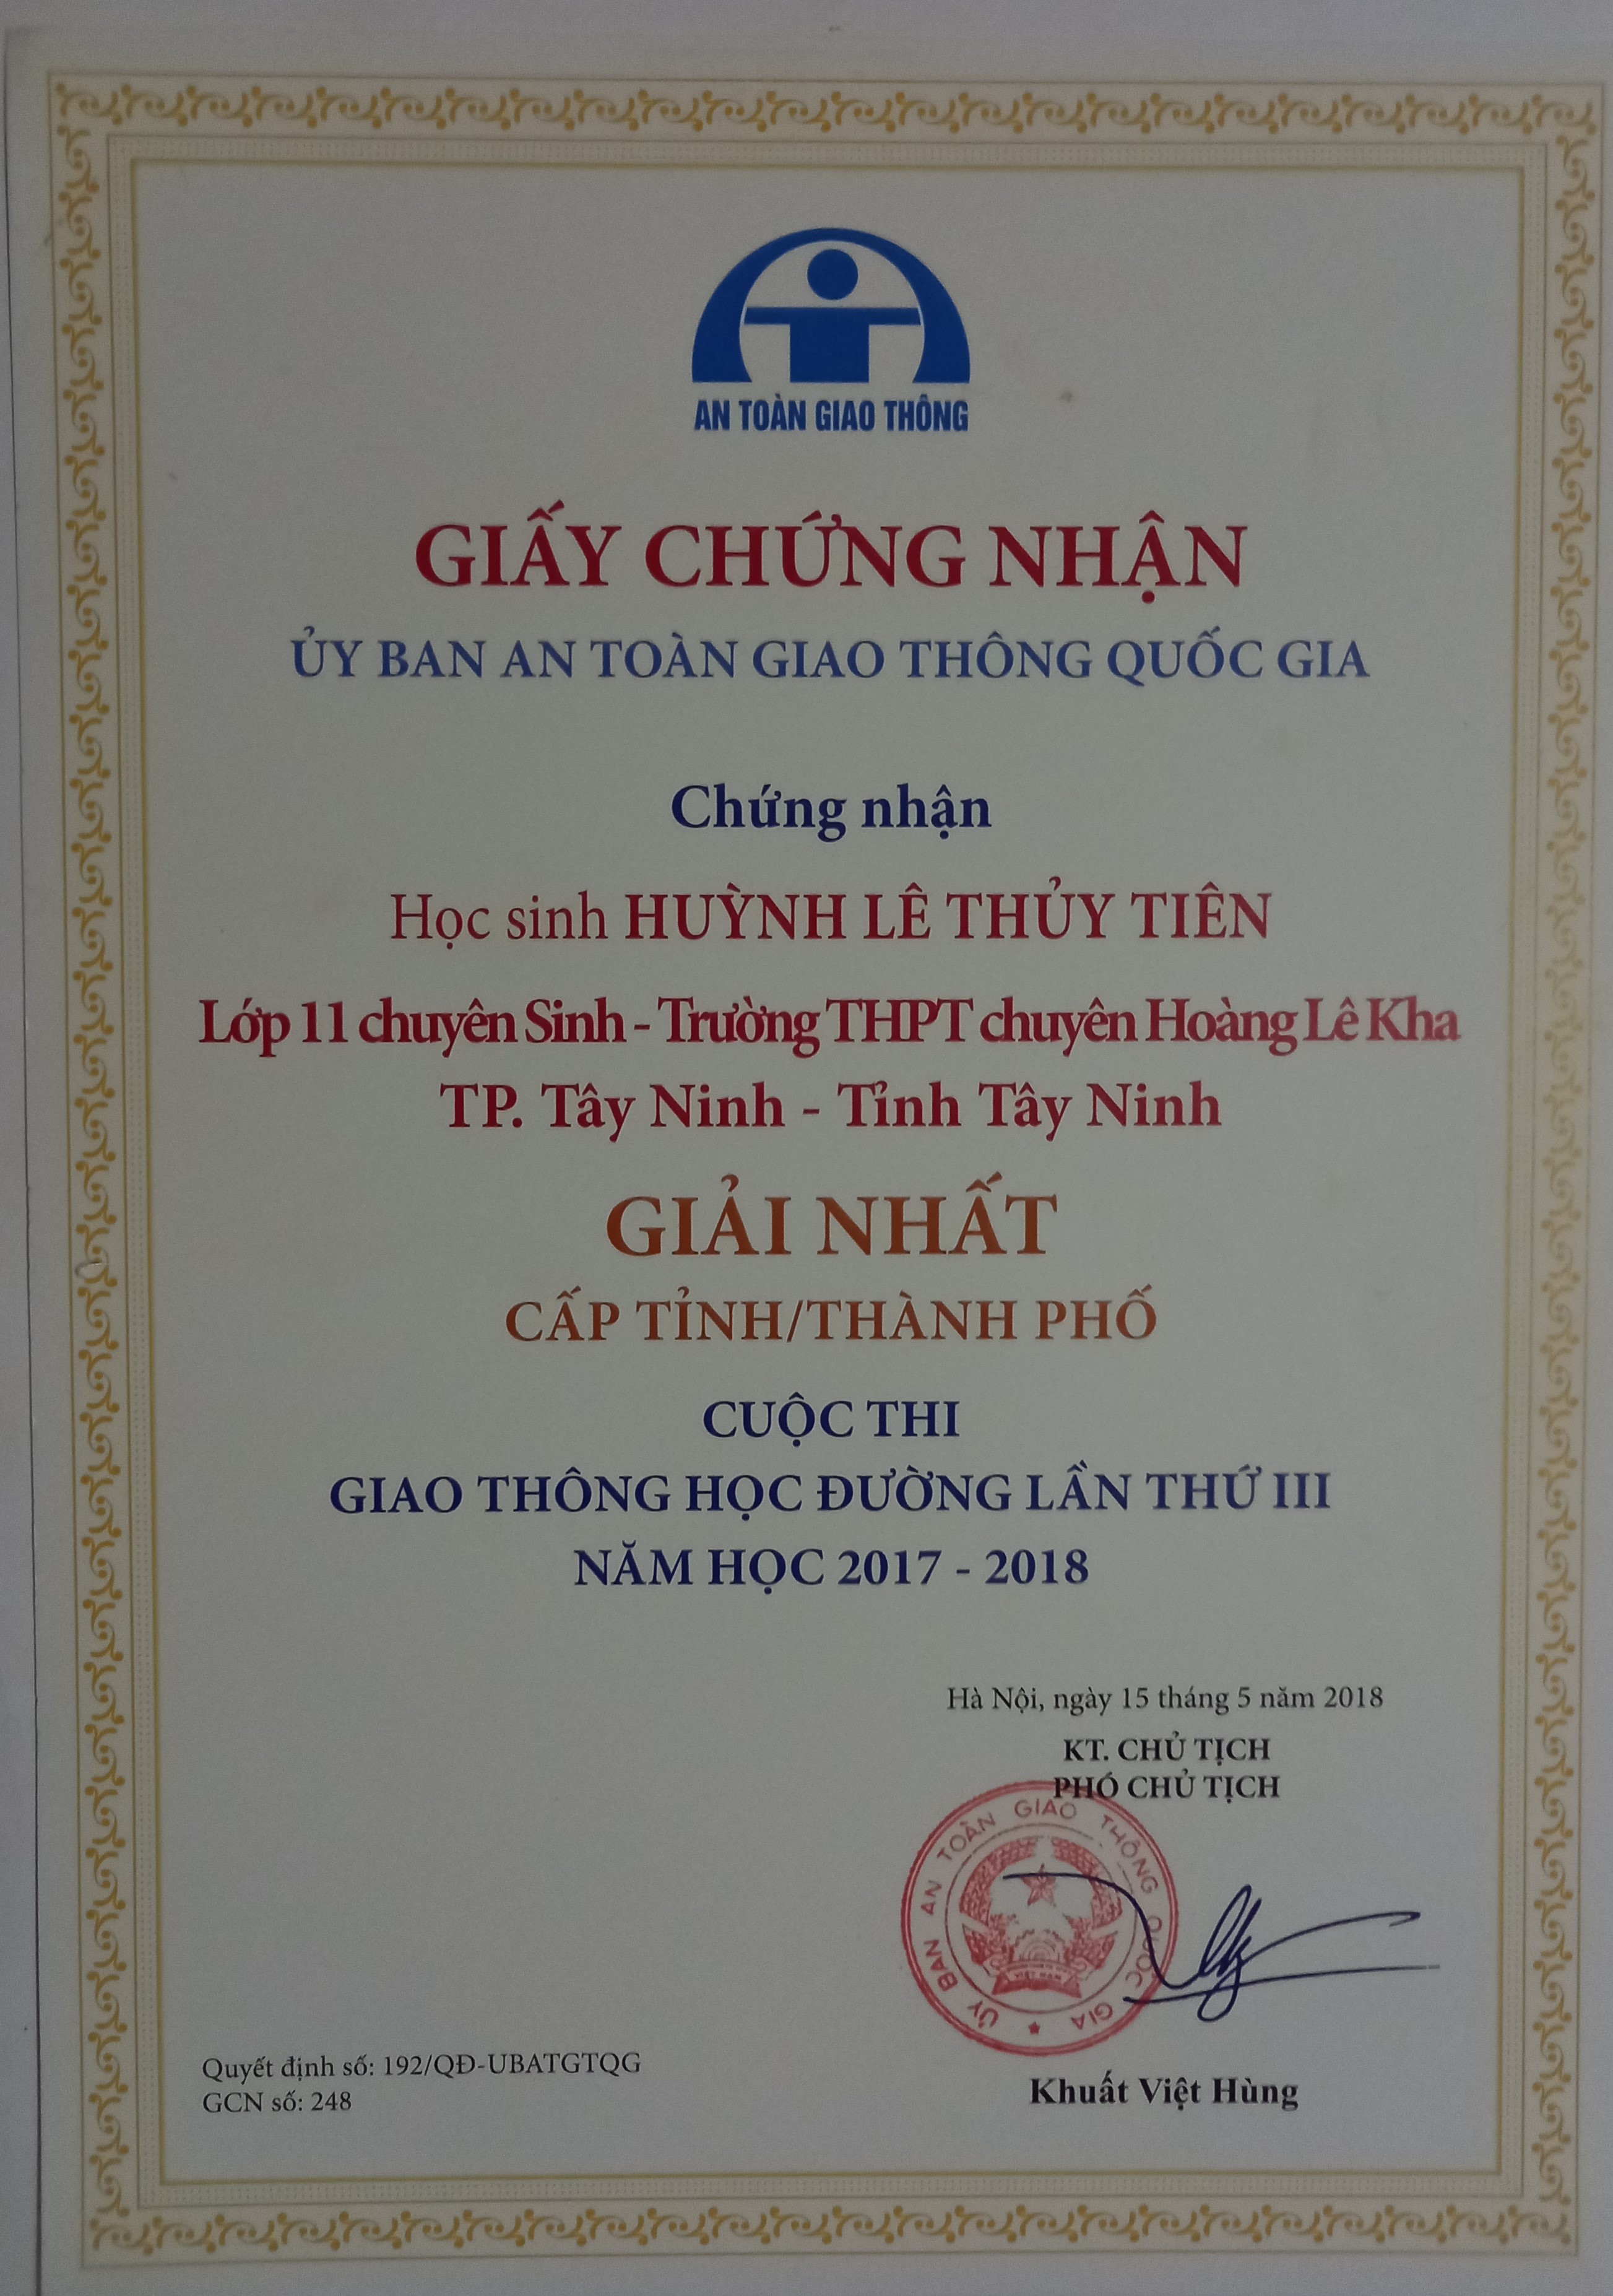 AN TOÀN GIAO THÔNG
GIẤY CHỨNG NHẬN
ỦY BAN AN TOÀN GIAO THÔNG QUỐC GIA
Chứng nhận
Học sinh HUỲNH LÊ THỦY TIÊN
Lớp 11 chuyên Sinh - Trường THPT chuyên Hoàng Lê Kha
TP. Tây Ninh - Tỉnh Tây Ninh
GIẢI NHẤT
CẤP TỈNH/THÀNH PHỐ
CUỘC THI
GIAO THÔNG HỌC ĐƯỜNG LẦN THỨ III
NĂM HỌC 2017 - 2018
Hà Nội, ngày 15 tháng 5 năm 2018
KT. CHỦ TỊCH
PHÓ CHỦ TỊCH
ỦY BAN AN TOÀN GIAO THÔNG QUỐC GIA
VIỆT NAM
Khuất Việt Hùng
Quyết định số: 192/QĐ-UBATGTQG
GCN số: 248